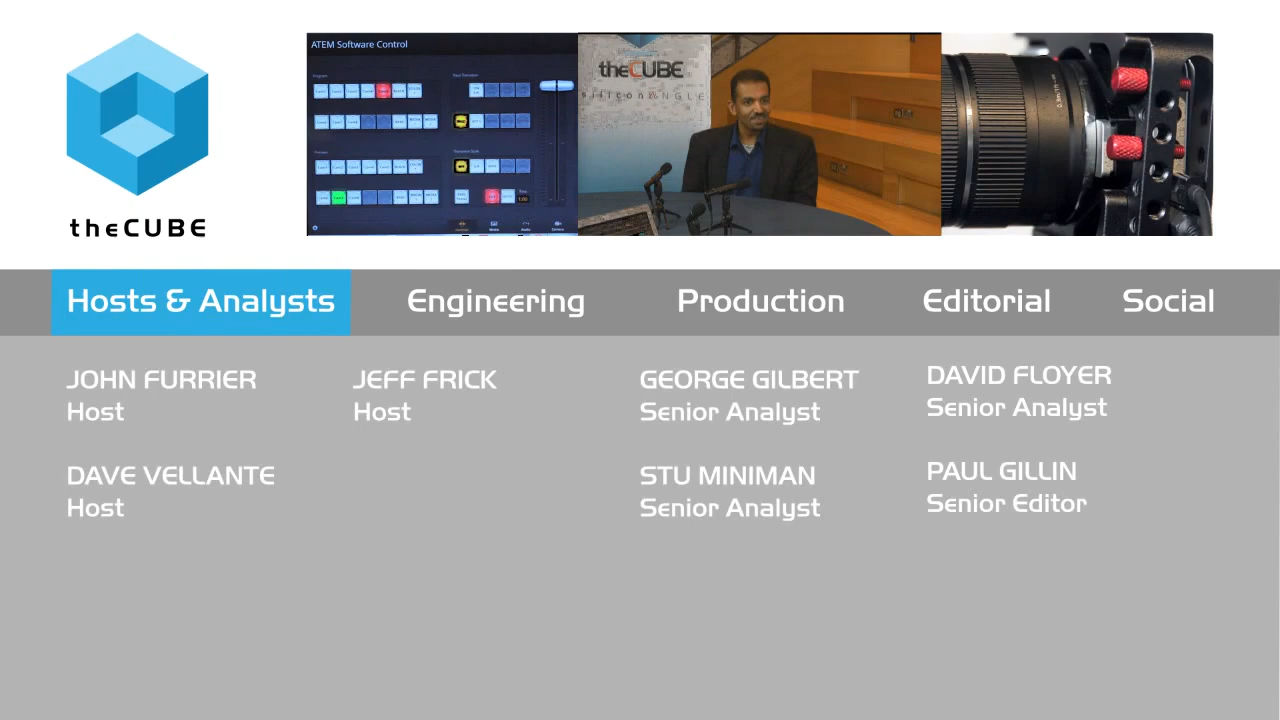 theCUBE
ATEM Software Control
theCUBE
siliconANGLE
Hosts & Analysts
Engineering
Production
Editorial
Social
JOHN FURRIER
Host
JEFF FRICK
Host
GEORGE GILBERT
Senior Analyst
DAVID FLOYER
Senior Analyst
DAVE VELLANTE
Host
STU MINIMAN
Senior Analyst
PAUL GILLIN
Senior Editor